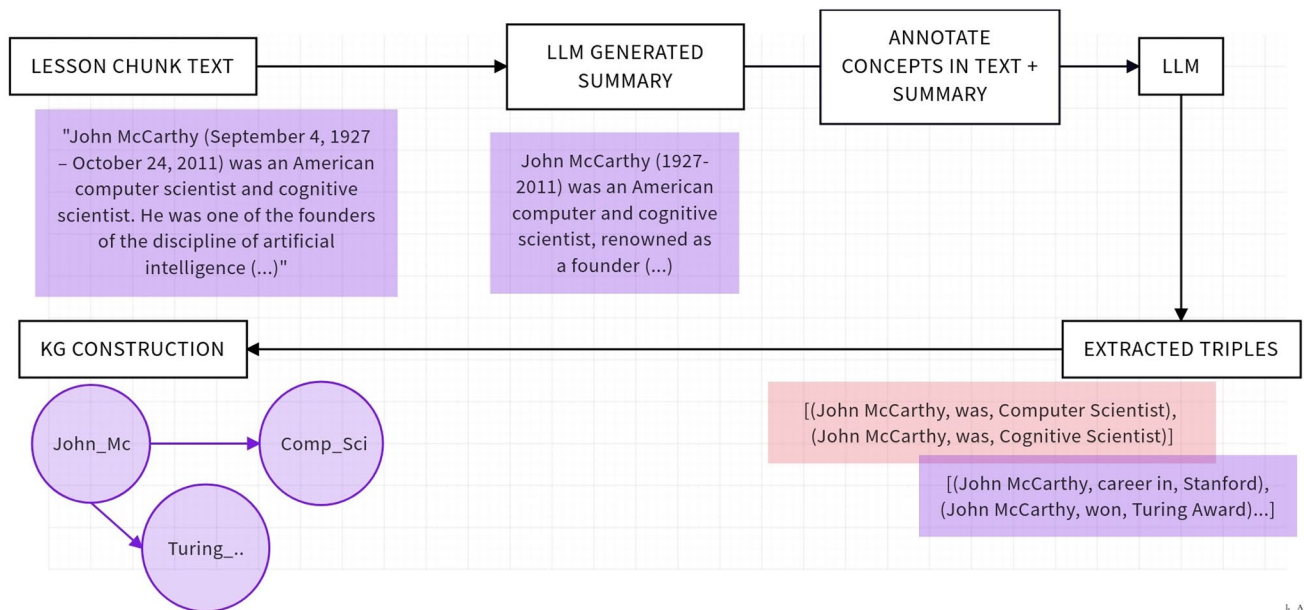 LESSON CHUNK TEXT
LLM GENERATED
SUMMARY
ANNOTATE
CONCEPTS IN TEXT +
SUMMARY
LLM
"John McCarthy (September 4, 1927
– October 24, 2011) was an American
computer scientist and cognitive
scientist. He was one of the founders
of the discipline of artificial
intelligence (...)"
John McCarthy (1927-
2011) was an American
computer and cognitive
scientist, renowned as
a founder (...)
KG CONSTRUCTION
EXTRACTED TRIPLES
[(John McCarthy, was, Computer Scientist),
(John McCarthy, was, Cognitive Scientist)]
[(John McCarthy, career in, Stanford),
(John McCarthy, won, Turing Award)...]
John_Mc
Comp_Sci
Turing_..